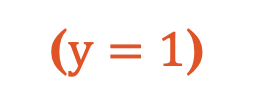 (y = 1)